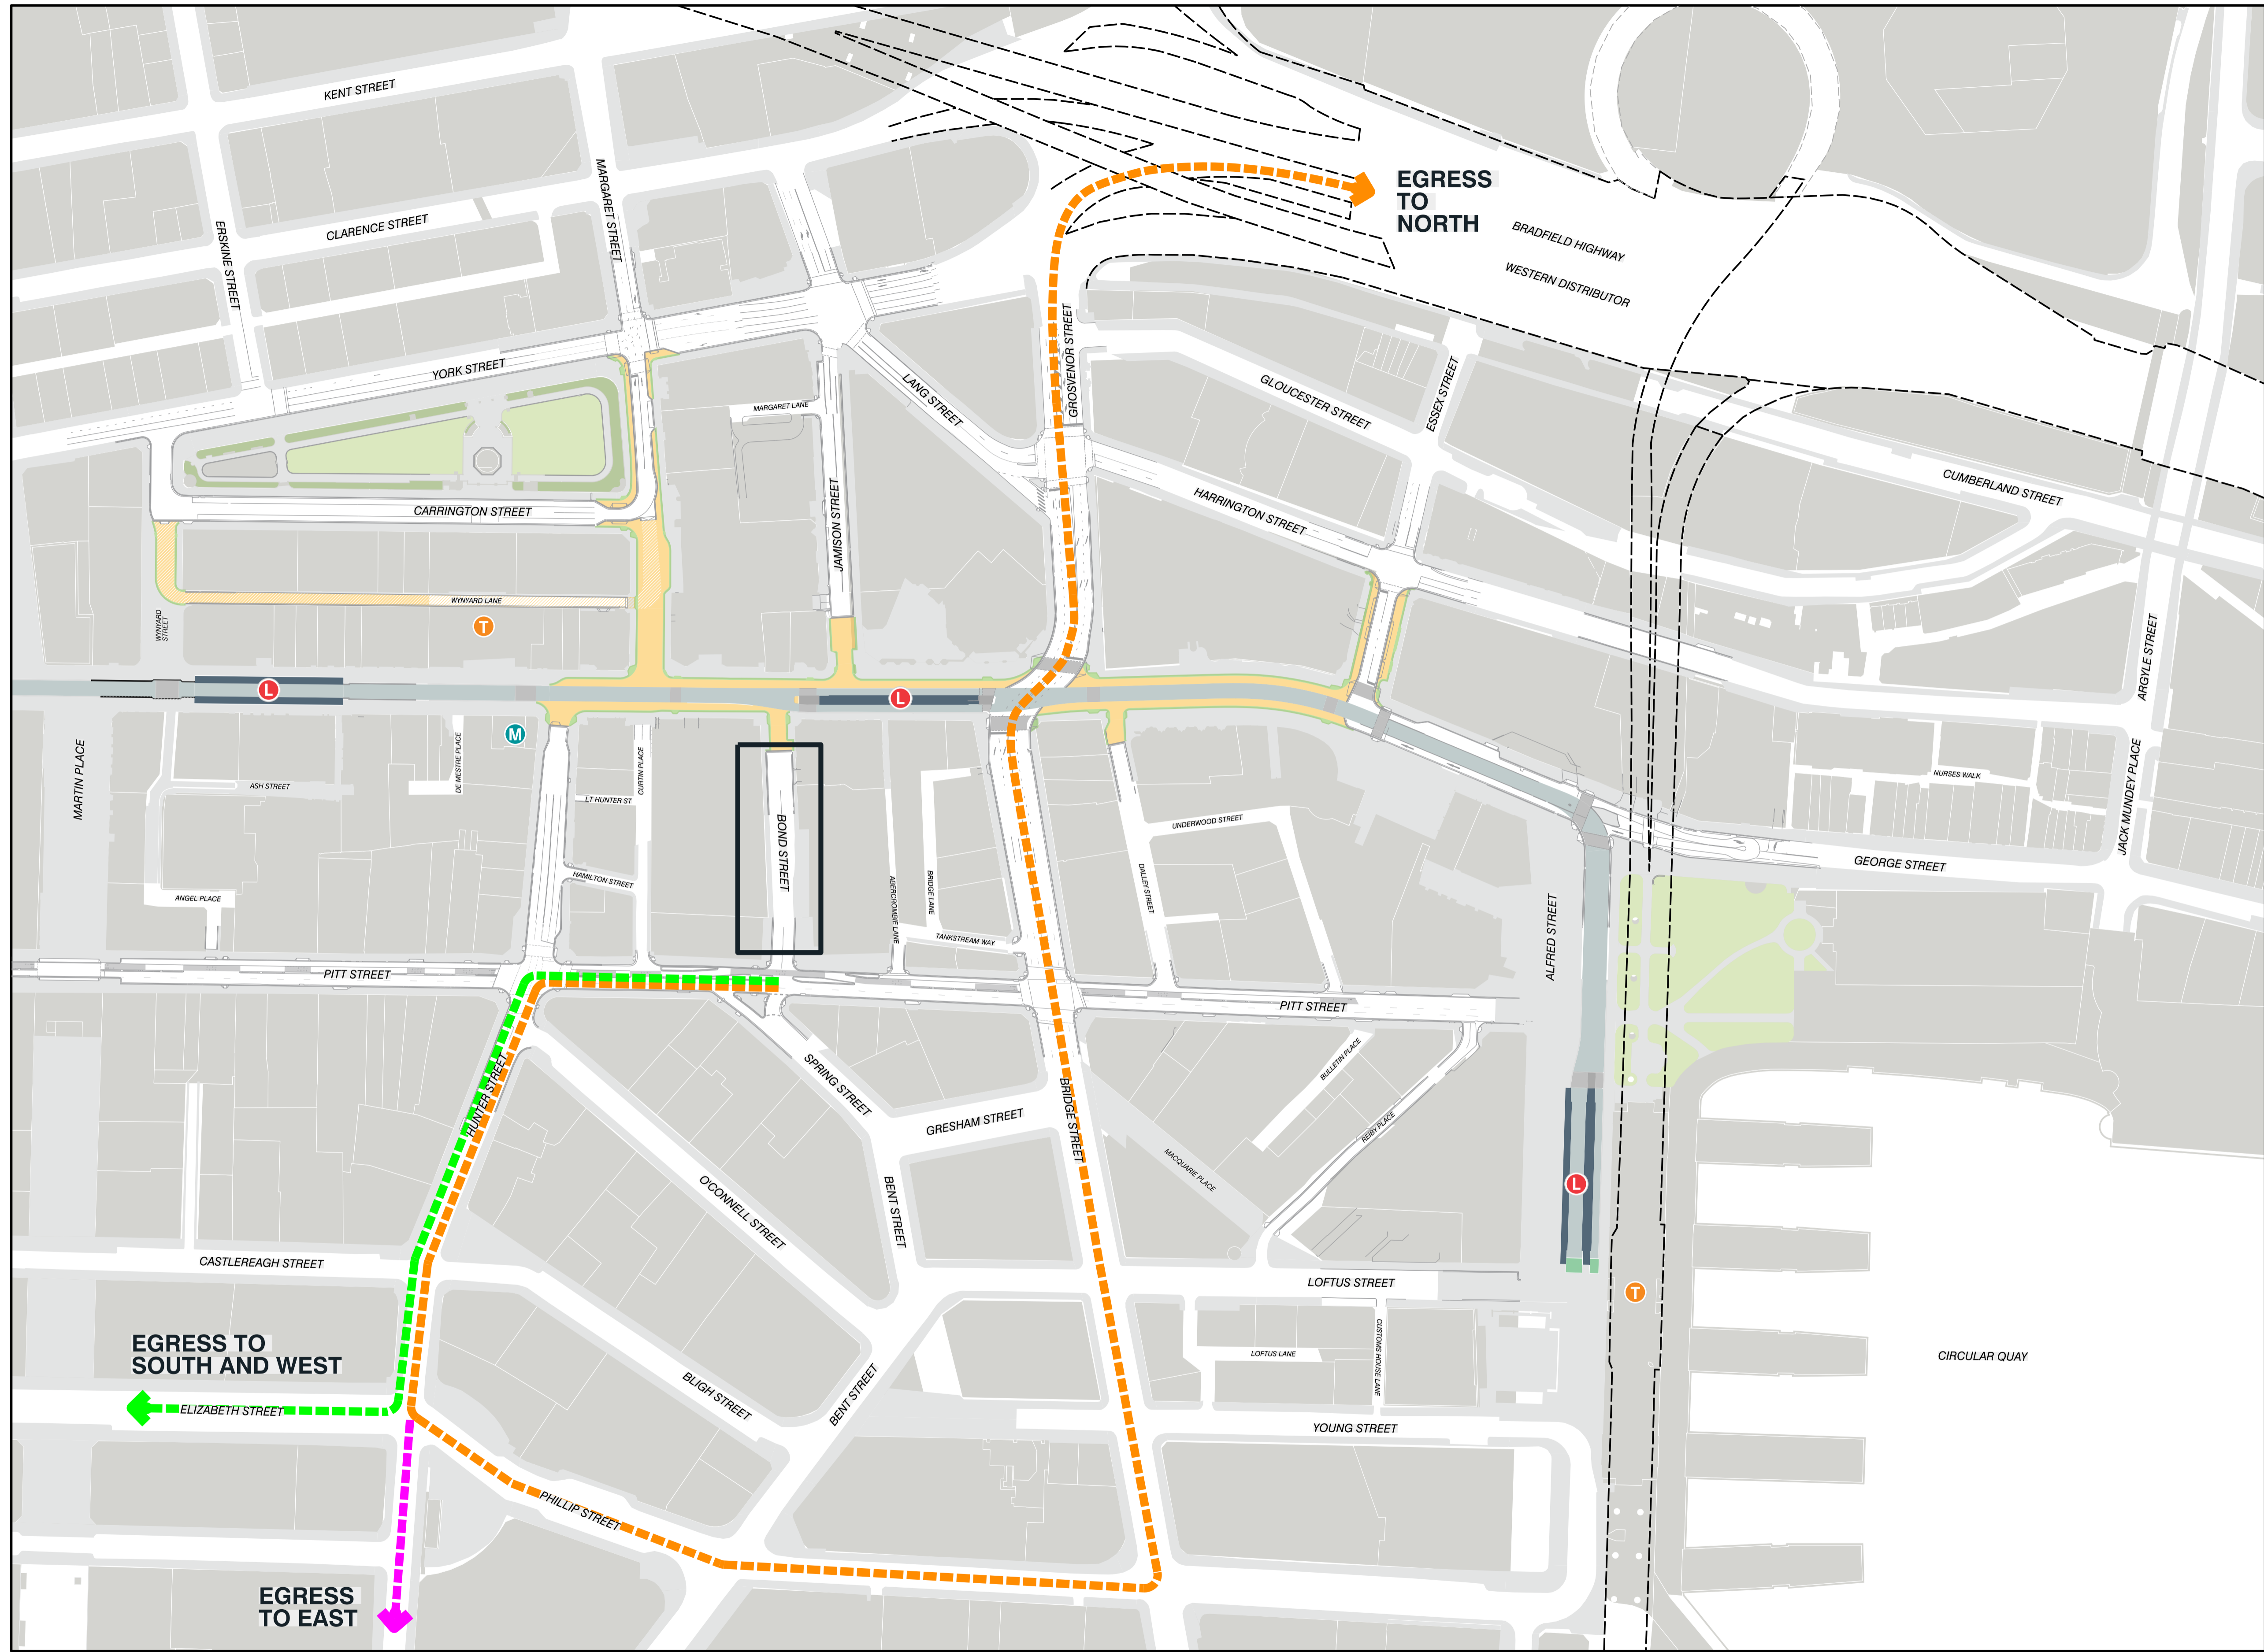 KENT STREET
MARGARET STREET
CLARENCE STREET
ERSKINE STREET
EGRESS
TO
NORTH
BRADFIELD HIGHWAY
WESTERN DISTRIBUTOR
YORK STREET
GROSVENOR STREET
LANG STREET
MARGARET LANE
GLOUCESTER STREET
ESSEX STREET
CUMBERLAND STREET
CARRINGTON STREET
JAMISON STREET
HARRINGTON STREET
WYNYARD LANE
WYNYARD
STREET
T
ARGYLE STREET
L
L
M
MARTIN PLACE
DE MESTRE PLACE
CURTIN PLACE
ASH STREET
LT HUNTER ST
BOND STREET
UNDERWOOD STREET
NURSES WALK
JACK MUNDEY PLACE
GEORGE STREET
HAMILTON STREET
ABERCROMBIE LANE
BRIDGE LANE
DALLEY STREET
ANGEL PLACE
TANKSTREAM WAY
ALFRED STREET
PITT STREET
PITT STREET
HUNTER STREET
SPRING STREET
GRESHAM STREET
BRIDGE STREET
BULLETIN PLACE
REIBY PLACE
MACQUARIE PLACE
O'CONNELL STREET
BENT STREET
L
CASTLEREAGH STREET
LOFTUS STREET
T
EGRESS TO
SOUTH AND WEST
LOFTUS LANE
CUSTOMS HOUSE LANE
CIRCULAR QUAY
BLIGH STREET
BENT STREET
ELIZABETH STREET
YOUNG STREET
PHILLIP STREET
EGRESS
TO EAST